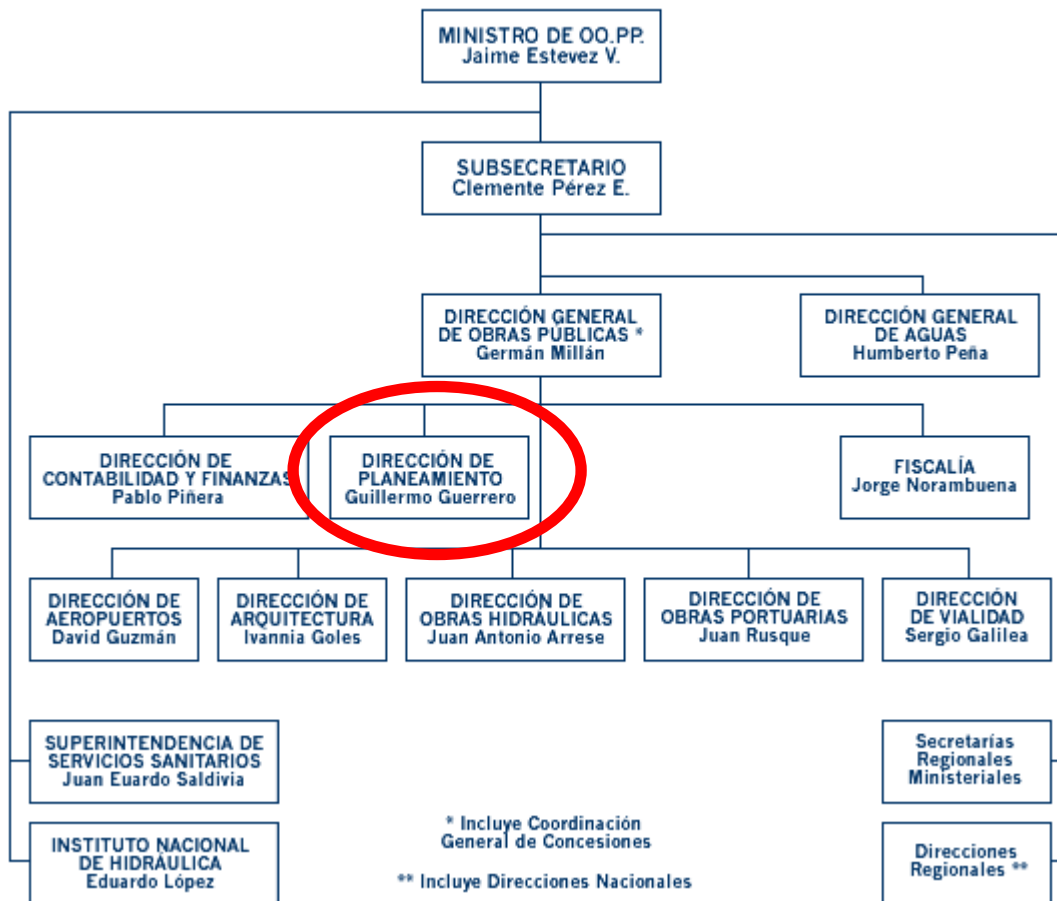 MINISTRO DE OO.PP.
Jaime Estevez V.
SUBSECRETARIO
Clemente Pérez E.
DIRECCIÓN GENERAL
DE OBRAS PÚBLICAS *
Germán Millán
DIRECCIÓN GENERAL
DE AGUAS
Humberto Peña
DIRECCIÓN DE
CONTABILIDAD Y FINANZAS
Pablo Piñera
DIRECCIÓN DE
PLANEAMIENTO
Guillermo Guerrero
FISCALÍA
Jorge Norambuena
DIRECCIÓN DE
AEROPUERTOS
David Guzmán
DIRECCIÓN DE
ARQUITECTURA
Ivannia Goles
DIRECCIÓN DE
OBRAS HIDRÁULICAS
Juan Antonio Arrese
DIRECCIÓN DE
OBRAS PORTUARIAS
Juan Rusque
DIRECCIÓN
DE VIALIDAD
Sergio Galilea
SUPERINTENDENCIA DE
SERVICIOS SANITARIOS
Juan Euardo Saldivia
Secretarías
Regionales
Ministeriales
INSTITUTO NACIONAL
DE HIDRÁULICA
Eduardo López
* Incluye Coordinación
General de Concesiones
** Incluye Direcciones Nacionales
Direcciones
Regionales **